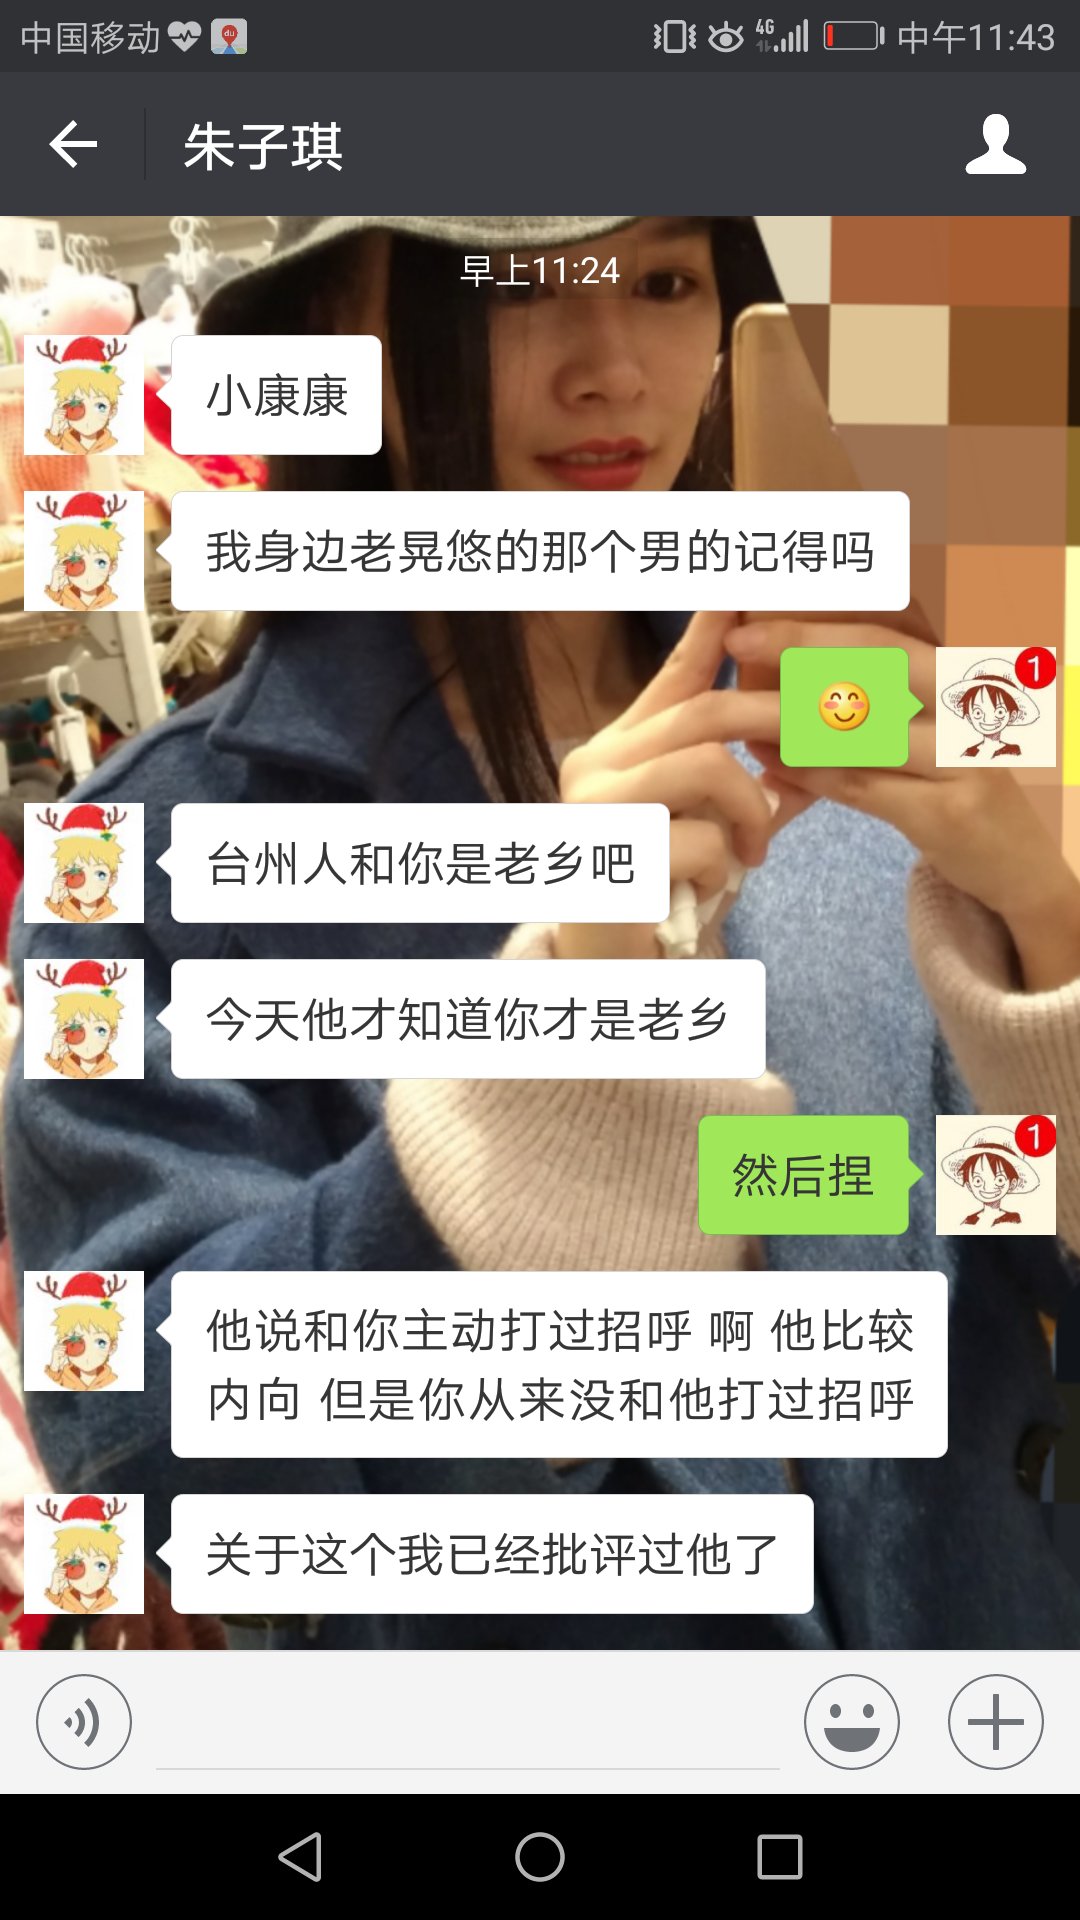 中国移动 du 4G 中午11:43
朱子琪
早上11:24
小康康
我身边老晃悠的那个男的记得吗
1
台州人和你是老乡吧
今天他才知道你才是老乡
1
然后捏
他说和你主动打过招呼 啊 他比较
内向 但是你从来没和他打过招呼
关于这个我已经批评过他了